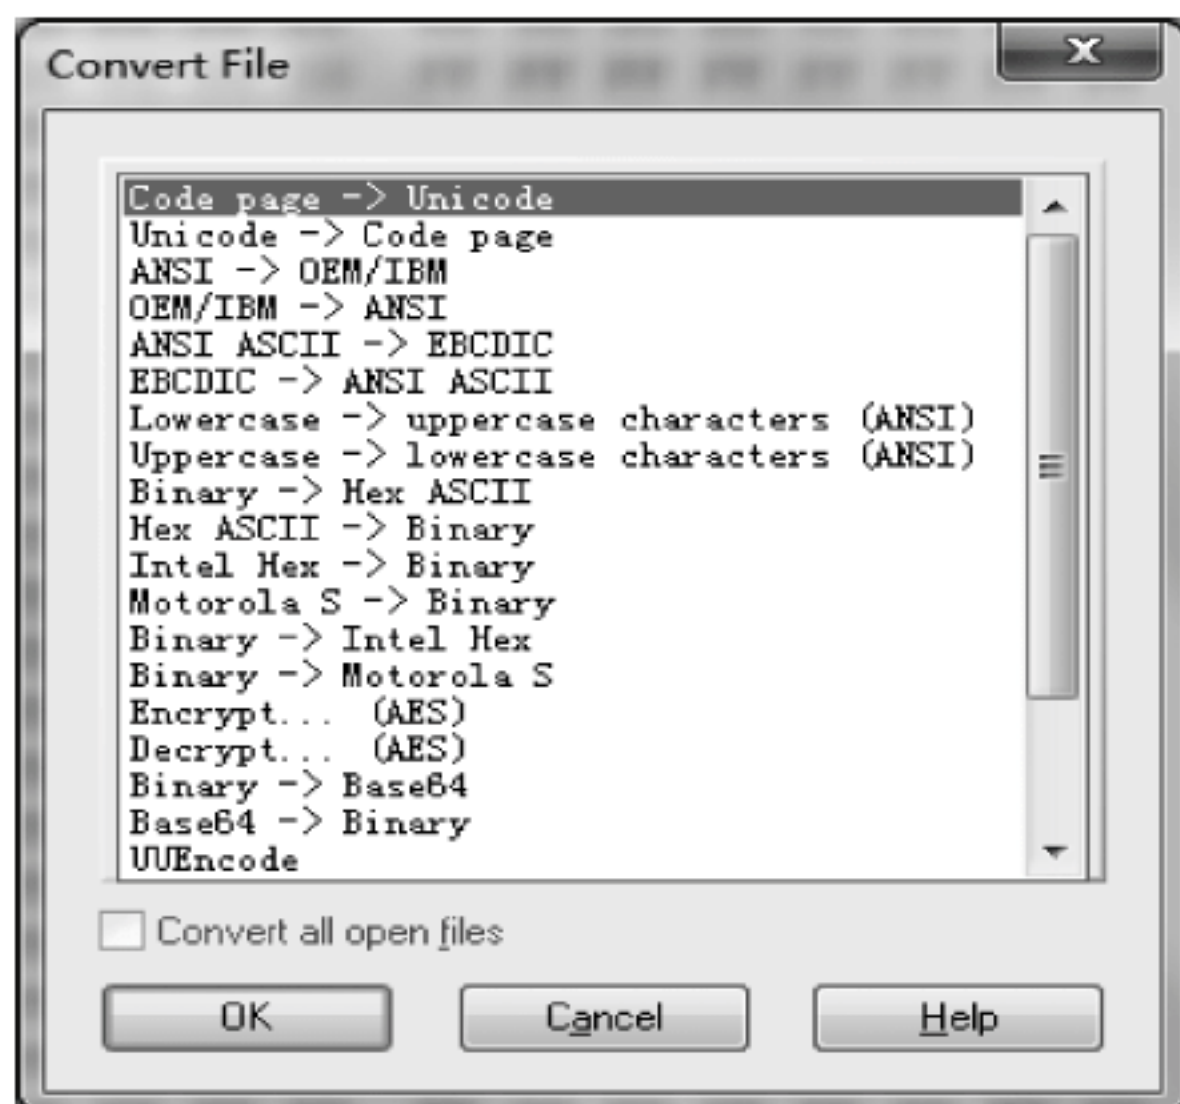 Convert File
Code page -> Unicode
Unicode -> Code page
ANSI -> OEM/IBM
OEM/IBM -> ANSI
ANSI ASCII -> EBCDIC
EBCDIC -> ANSI ASCII
Lowercase -> uppercase characters (ANSI)
Uppercase -> lowercase characters (ANSI)
Binary -> Hex ASCII
Hex ASCII -> Binary
Intel Hex -> Binary
Motorola S -> Binary
Binary -> Intel Hex
Binary -> Motorola S
Encrypt... (AES)
Decrypt... (AES)
Binary -> Base64
Base64 -> Binary
UUEncode
Convert all open files
OK Cancel Help